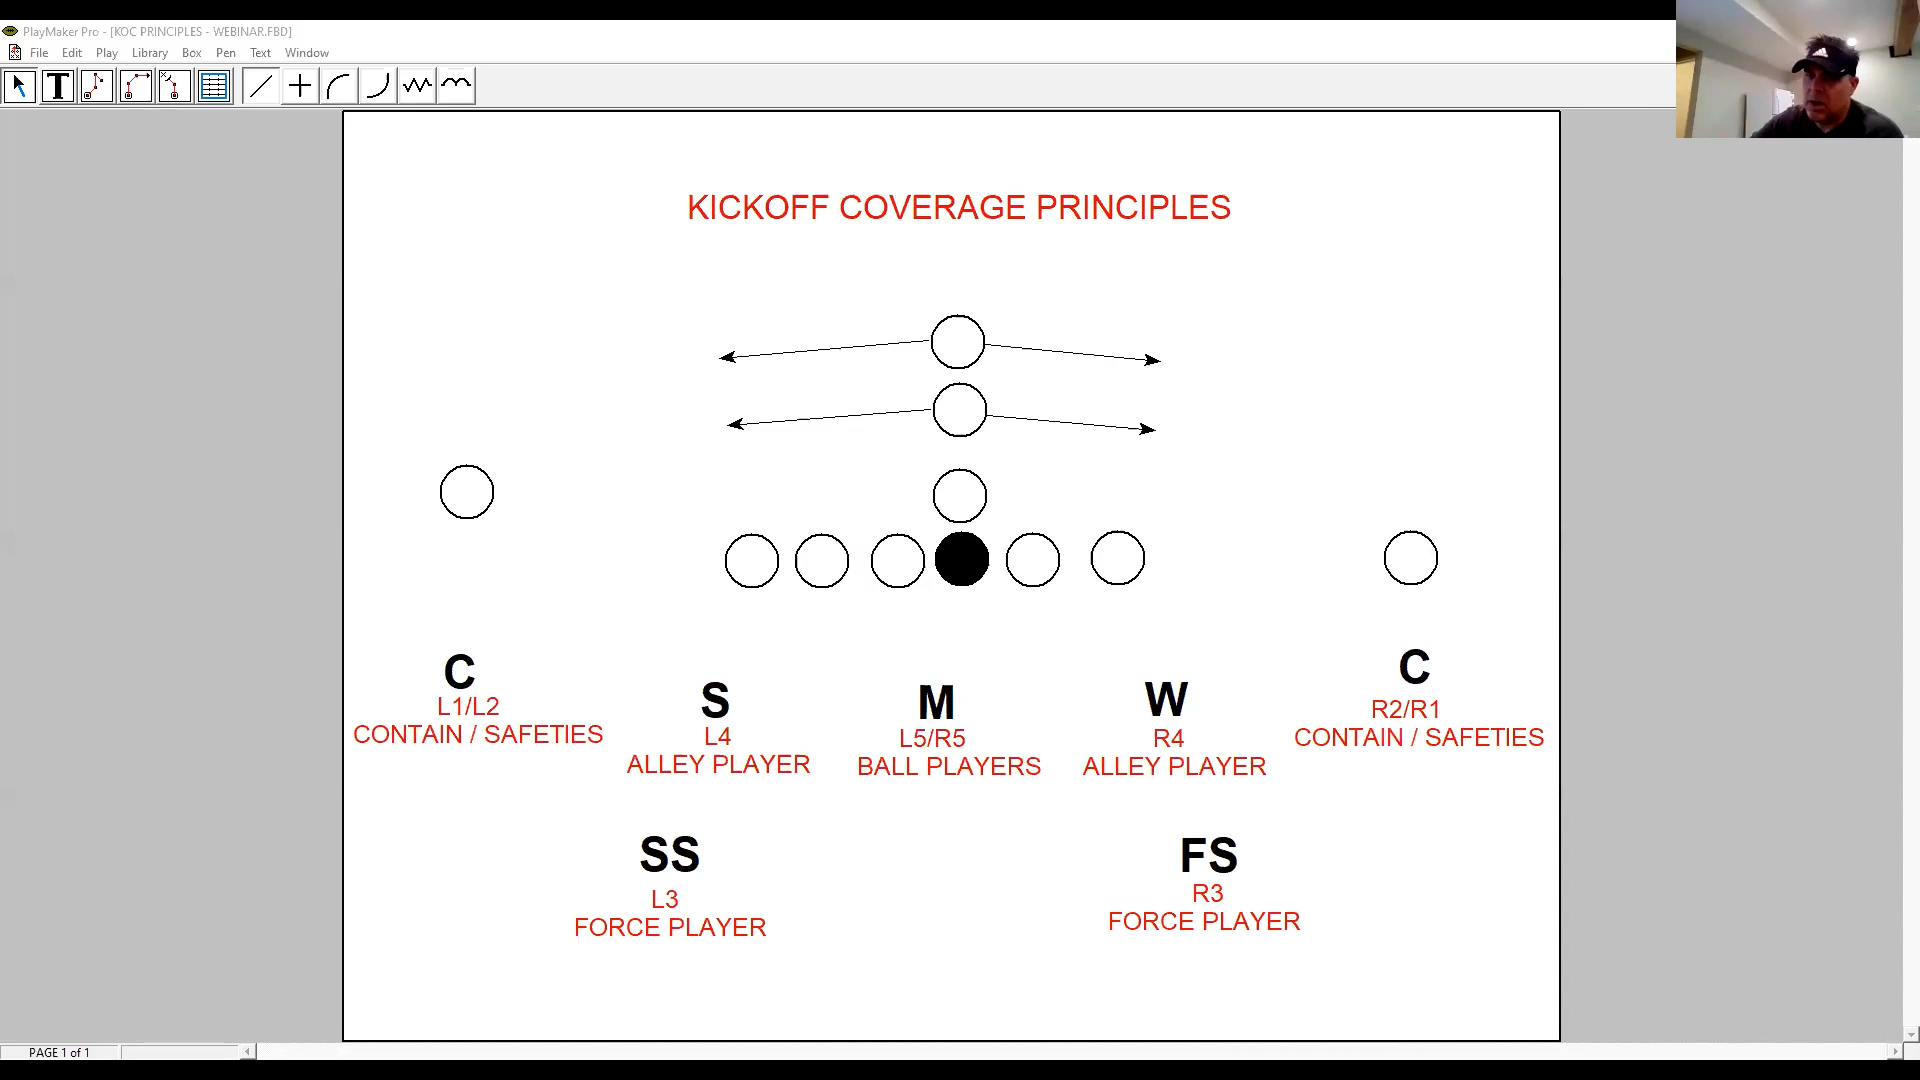 PlayMaker Pro - [KOC PRINCIPLES - WEBINAR.FBD]
File Edit Play Library Box Pen Text Window
T
KICKOFF COVERAGE PRINCIPLES
C
L1/L2
CONTAIN / SAFETIES
S
L4
ALLEY PLAYER
M
L5/R5
BALL PLAYERS
W
R4
ALLEY PLAYER
C
R2/R1
CONTAIN / SAFETIES
SS
L3
FORCE PLAYER
FS
R3
FORCE PLAYER
PAGE 1 of 1